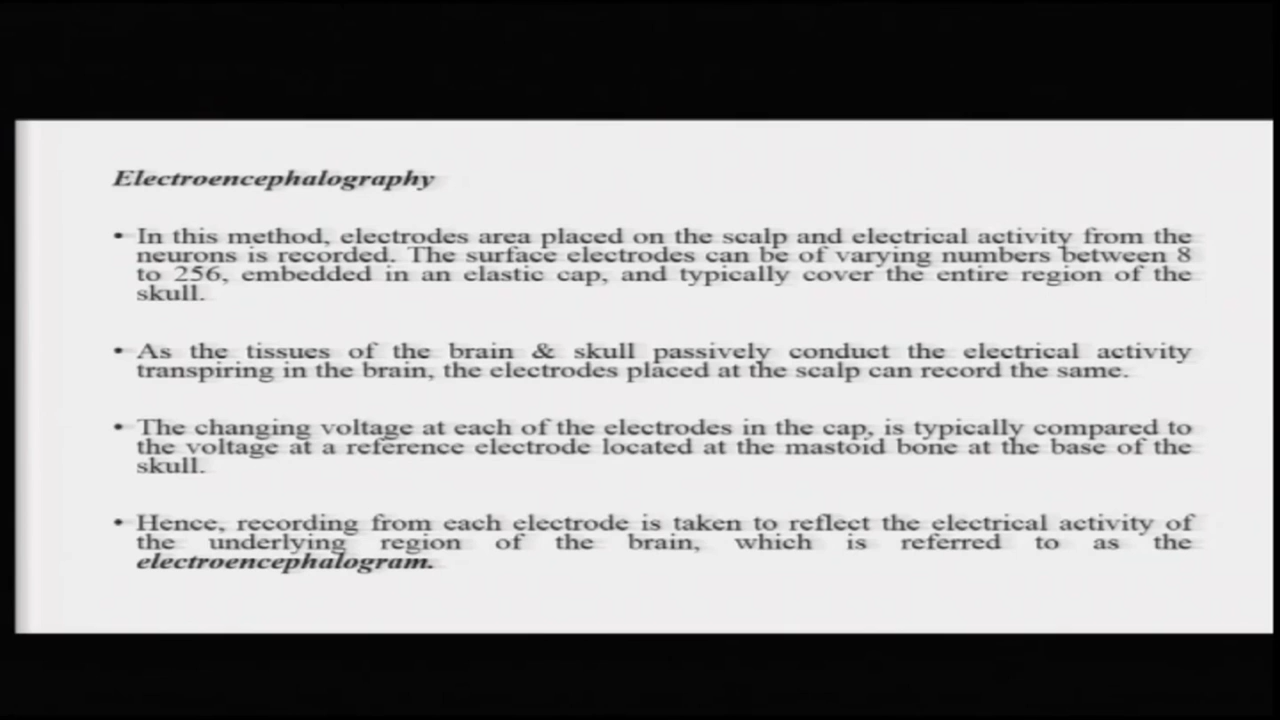 Electroencephalography
• In this method, electrodes area placed on the scalp and electrical activity from the
neurons is recorded. The surface electrodes can be of varying numbers between 8
to 256, embedded in an elastic cap, and typically cover the entire region of the
skull.
• As the tissues of the brain & skull passively conduct the electrical activity
transpiring in the brain, the electrodes placed at the scalp can record the same.
• The changing voltage at each of the electrodes in the cap, is typically compared to
the voltage at a reference electrode located at the mastoid bone at the base of the
skull.
• Hence, recording from each electrode is taken to reflect the electrical activity of
the underlying region of the brain, which is referred to as the
electroencephalogram.